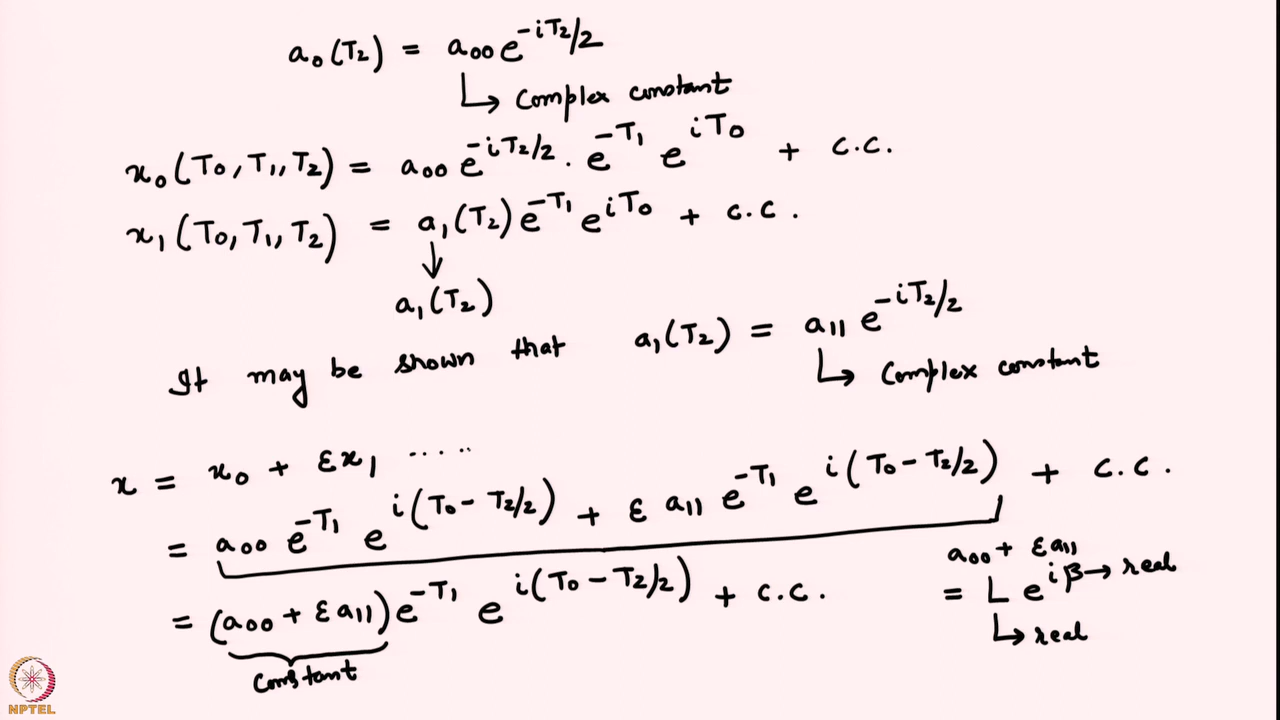 a₀(T₂) = a₀₀ e^{-iT₂/2}
↳ Complex constant
x₀(T₀, T₁, T₂) = a₀₀ e^{-iT₂/2} · e^{-T₁} e^{iT₀} + c.c.
x₁(T₀, T₁, T₂) = a₁(T₂) e^{-T₁} e^{iT₀} + c.c.
↓
a₁(T₂)
It may be shown that a₁(T₂) = a₁₁ e^{-iT₂/2}
↳ Complex constant
x = x₀ + εx₁ ......
= a₀₀ e^{-T₁} e^{i(T₀ - T₂/2)} + ε a₁₁ e^{-T₁} e^{i(T₀ - T₂/2)} + c.c.
= (a₀₀ + εa₁₁) e^{-T₁} e^{i(T₀ - T₂/2)} + c.c.
constant
a₀₀ + εa₁₁
= L e^{iβ} → real
↳ real
NPTEL